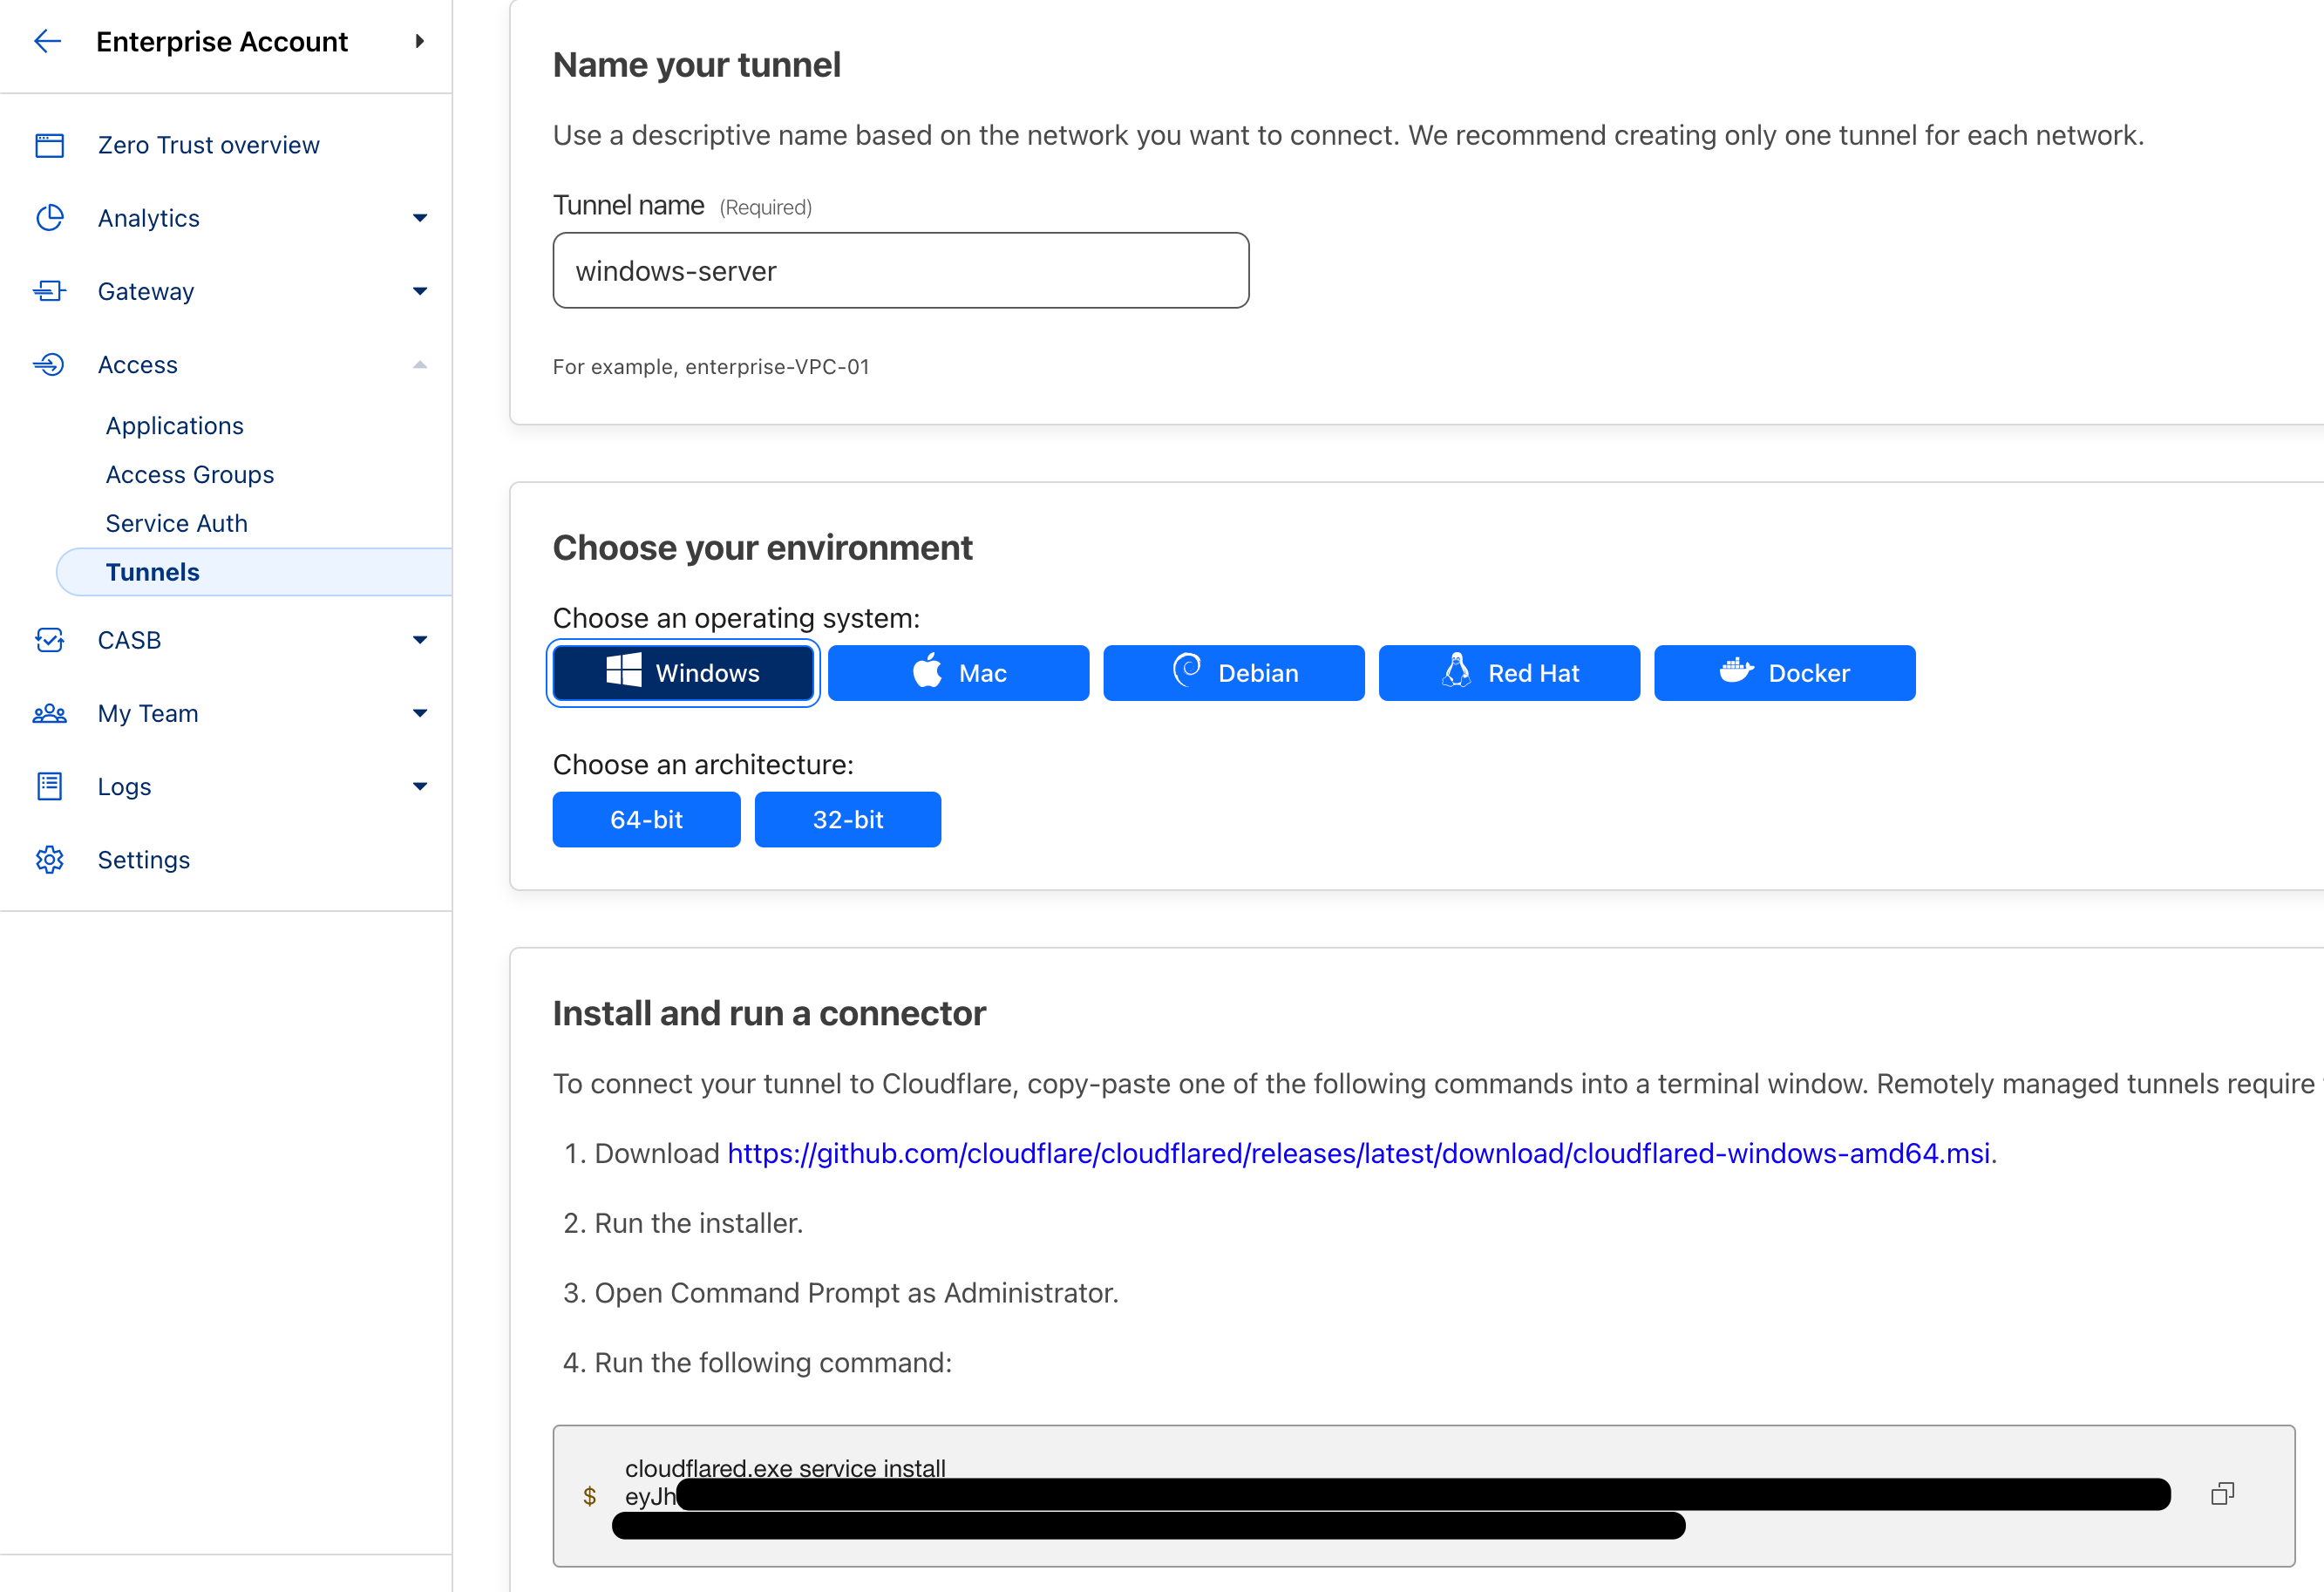 Enterprise Account
Zero Trust overview
Analytics
Gateway
Access
Applications
Access Groups
Service Auth
Tunnels
CASB
My Team
Logs
Settings
Name your tunnel
Use a descriptive name based on the network you want to connect. We recommend creating only one tunnel for each network.
Tunnel name (Required)
windows-server
For example, enterprise-VPC-01
Choose your environment
Choose an operating system:
Windows Mac Debian Red Hat Docker
Choose an architecture:
64-bit 32-bit
Install and run a connector
To connect your tunnel to Cloudflare, copy-paste one of the following commands into a terminal window. Remotely managed tunnels require
1. Download https://github.com/cloudflare/cloudflared/releases/latest/download/cloudflared-windows-amd64.msi.
2. Run the installer.
3. Open Command Prompt as Administrator.
4. Run the following command:
cloudflared.exe service install
$ eyJh